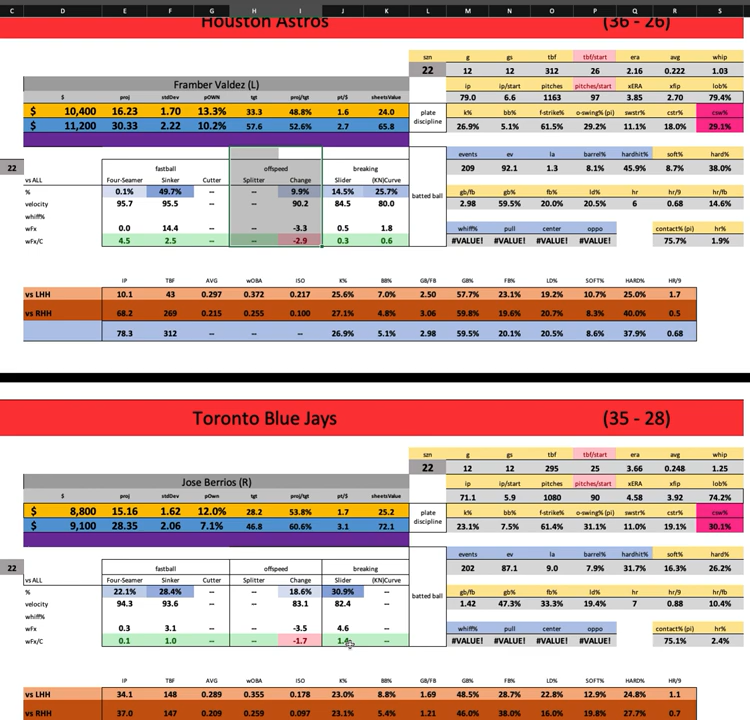 C D E F G H I J K L M N O P Q R S
Houston Astros (36 - 26)
szn g gs tbf tbf/start era avg whip
22 12 12 312 26 2.16 0.222 1.03
Framber Valdez (L) ip ip/start pitches pitches/start xERA xfip lob%
$ proj stdDev pOWN tgt proj/tgt pt/$ sheetsValue 79.0 6.6 1163 97 3.85 2.70 79.4%
$ 10,400 16.23 1.70 13.3% 33.3 48.8% 1.6 24.0 plate discipline k% bb% f-strike% o-swing% (pi) swstr% cstr% csw%
$ 11,200 30.33 2.22 10.2% 57.6 52.6% 2.7 65.8 26.9% 5.1% 61.5% 29.2% 11.1% 18.0% 29.1%
events ev la barrel% hardhit% soft% hard%
22 fastball offspeed breaking 209 92.1 1.3 8.1% 45.9% 8.7% 38.0%
vs ALL Four-Seamer Sinker Cutter Splitter Change Slider (KN)Curve
% 0.1% 49.7% -- -- 9.9% 14.5% 25.7% batted ball gb/fb gb% fb% ld% hr hr/9 hr/fb
velocity 95.7 95.5 -- -- 90.2 84.5 80.0 2.98 59.5% 20.0% 20.5% 6 0.68 14.6%
whiff%
wFx 0.0 14.4 -- -- -3.3 0.5 1.8 whiff% pull center oppo contact% (pi) hr%
wFx/C 4.5 2.5 -- -- -2.9 0.3 0.6 #VALUE! #VALUE! #VALUE! #VALUE! 75.7% 1.9%
IP TBF AVG wOBA ISO K% BB% GB/FB GB% FB% LD% SOFT% HARD% HR/9
vs LHH 10.1 43 0.297 0.372 0.217 25.6% 7.0% 2.50 57.7% 23.1% 19.2% 10.7% 25.0% 1.7
vs RHH 68.2 269 0.215 0.255 0.100 27.1% 4.8% 3.06 59.8% 19.6% 20.7% 8.3% 40.0% 0.5
78.3 312 -- -- -- 26.9% 5.1% 2.98 59.5% 20.1% 20.5% 8.6% 37.9% 0.68
Toronto Blue Jays (35 - 28)
szn g gs tbf tbf/start era avg whip
22 12 12 295 25 3.66 0.248 1.25
Jose Berrios (R) ip ip/start pitches pitches/start xERA xfip lob%
$ proj stdDev pOwn tgt proj/tgt pt/$ sheetsValue 71.1 5.9 1080 90 4.58 3.92 74.2%
$ 8,800 15.16 1.62 12.0% 28.2 53.8% 1.7 25.2 plate discipline k% bb% f-strike% o-swing% (pi) swstr% cstr% csw%
$ 9,100 28.35 2.06 7.1% 46.8 60.6% 3.1 72.1 23.1% 7.5% 61.4% 31.1% 11.0% 19.1% 30.1%
events ev la barrel% hardhit% soft% hard%
22 fastball offspeed breaking 202 87.1 9.0 7.9% 31.7% 16.3% 26.2%
vs ALL Four-Seamer Sinker Cutter Splitter Change Slider (KN)Curve
% 22.1% 28.4% -- -- 18.6% 30.9% -- batted ball gb/fb gb% fb% ld% hr hr/9 hr/fb
velocity 94.3 93.6 -- -- 83.1 82.4 -- 1.42 47.3% 33.3% 19.4% 7 0.88 10.4%
whiff%
wFx 0.3 3.1 -- -- -3.5 4.6 -- whiff% pull center oppo contact% (pi) hr%
wFx/C 0.1 1.0 -- -- -1.7 -- #VALUE! #VALUE! #VALUE! #VALUE! 75.1% 2.4%
IP TBF AVG wOBA ISO K% BB% GB/FB GB% FB% LD% SOFT% HARD% HR/9
vs LHH 34.1 148 0.289 0.355 0.178 23.0% 8.8% 1.69 48.5% 28.7% 22.8% 12.9% 24.8% 1.1
vs RHH 37.0 147 0.209 0.259 0.097 23.1% 5.4% 1.21 46.0% 38.0% 16.0% 19.8% 27.7% 0.7